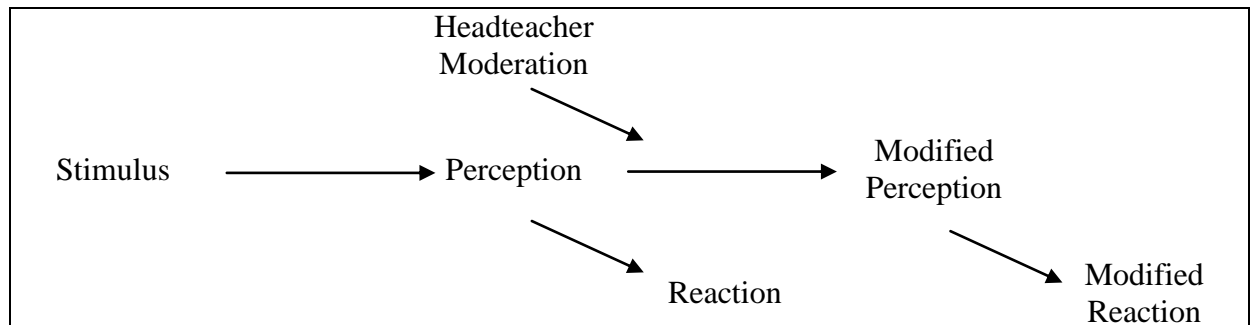 Headteacher
Moderation
Stimulus
Perception
Modified
Perception
Reaction
Modified
Reaction